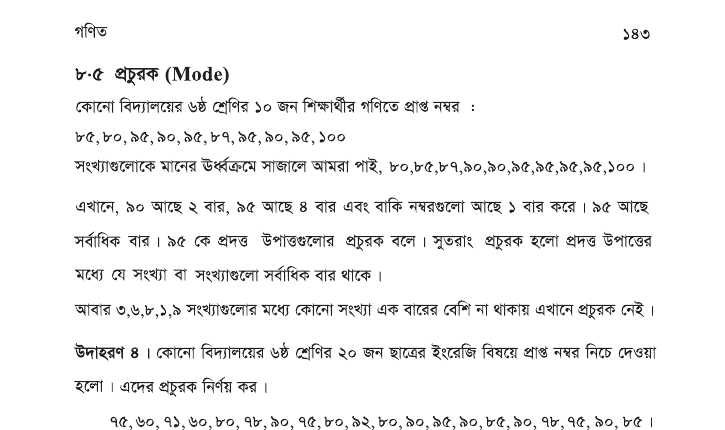 গণিত ১৪৩
৮·৫ প্রচুরক (Mode)
কোনো বিদ্যালয়ের ৬ষ্ঠ শ্রেণির ১০ জন শিক্ষার্থীর গণিতে প্রাপ্ত নম্বর :
৮৫, ৮০, ৯৫, ৯০, ৯৫, ৮৭, ৯৫, ৯০, ৯৫, ১০০
সংখ্যাগুলোকে মানের ঊর্ধ্বক্রমে সাজালে আমরা পাই, ৮০,৮৫,৮৭,৯০,৯০,৯৫,৯৫,৯৫,৯৫,১০০ ।
এখানে, ৯০ আছে ২ বার, ৯৫ আছে ৪ বার এবং বাকি নম্বরগুলো আছে ১ বার করে । ৯৫ আছে
সর্বাধিক বার । ৯৫ কে প্রদত্ত উপাত্তগুলোর প্রচুরক বলে । সুতরাং প্রচুরক হলো প্রদত্ত উপাত্তের
মধ্যে যে সংখ্যা বা সংখ্যাগুলো সর্বাধিক বার থাকে ।
আবার ৩,৬,৮,১,৯ সংখ্যাগুলোর মধ্যে কোনো সংখ্যা এক বারের বেশি না থাকায় এখানে প্রচুরক নেই ।
উদাহরণ ৪ । কোনো বিদ্যালয়ের ৬ষ্ঠ শ্রেণির ২০ জন ছাত্রের ইংরেজি বিষয়ে প্রাপ্ত নম্বর নিচে দেওয়া
হলো । এদের প্রচুরক নির্ণয় কর ।
৭৫, ৬০, ৭১, ৬০, ৮০, ৭৮, ৯০, ৭৫, ৮০, ৯২, ৮০, ৯০, ৯৫, ৯০, ৮৫, ৯০, ৭৮, ৭৫, ৯০, ৮৫ ।